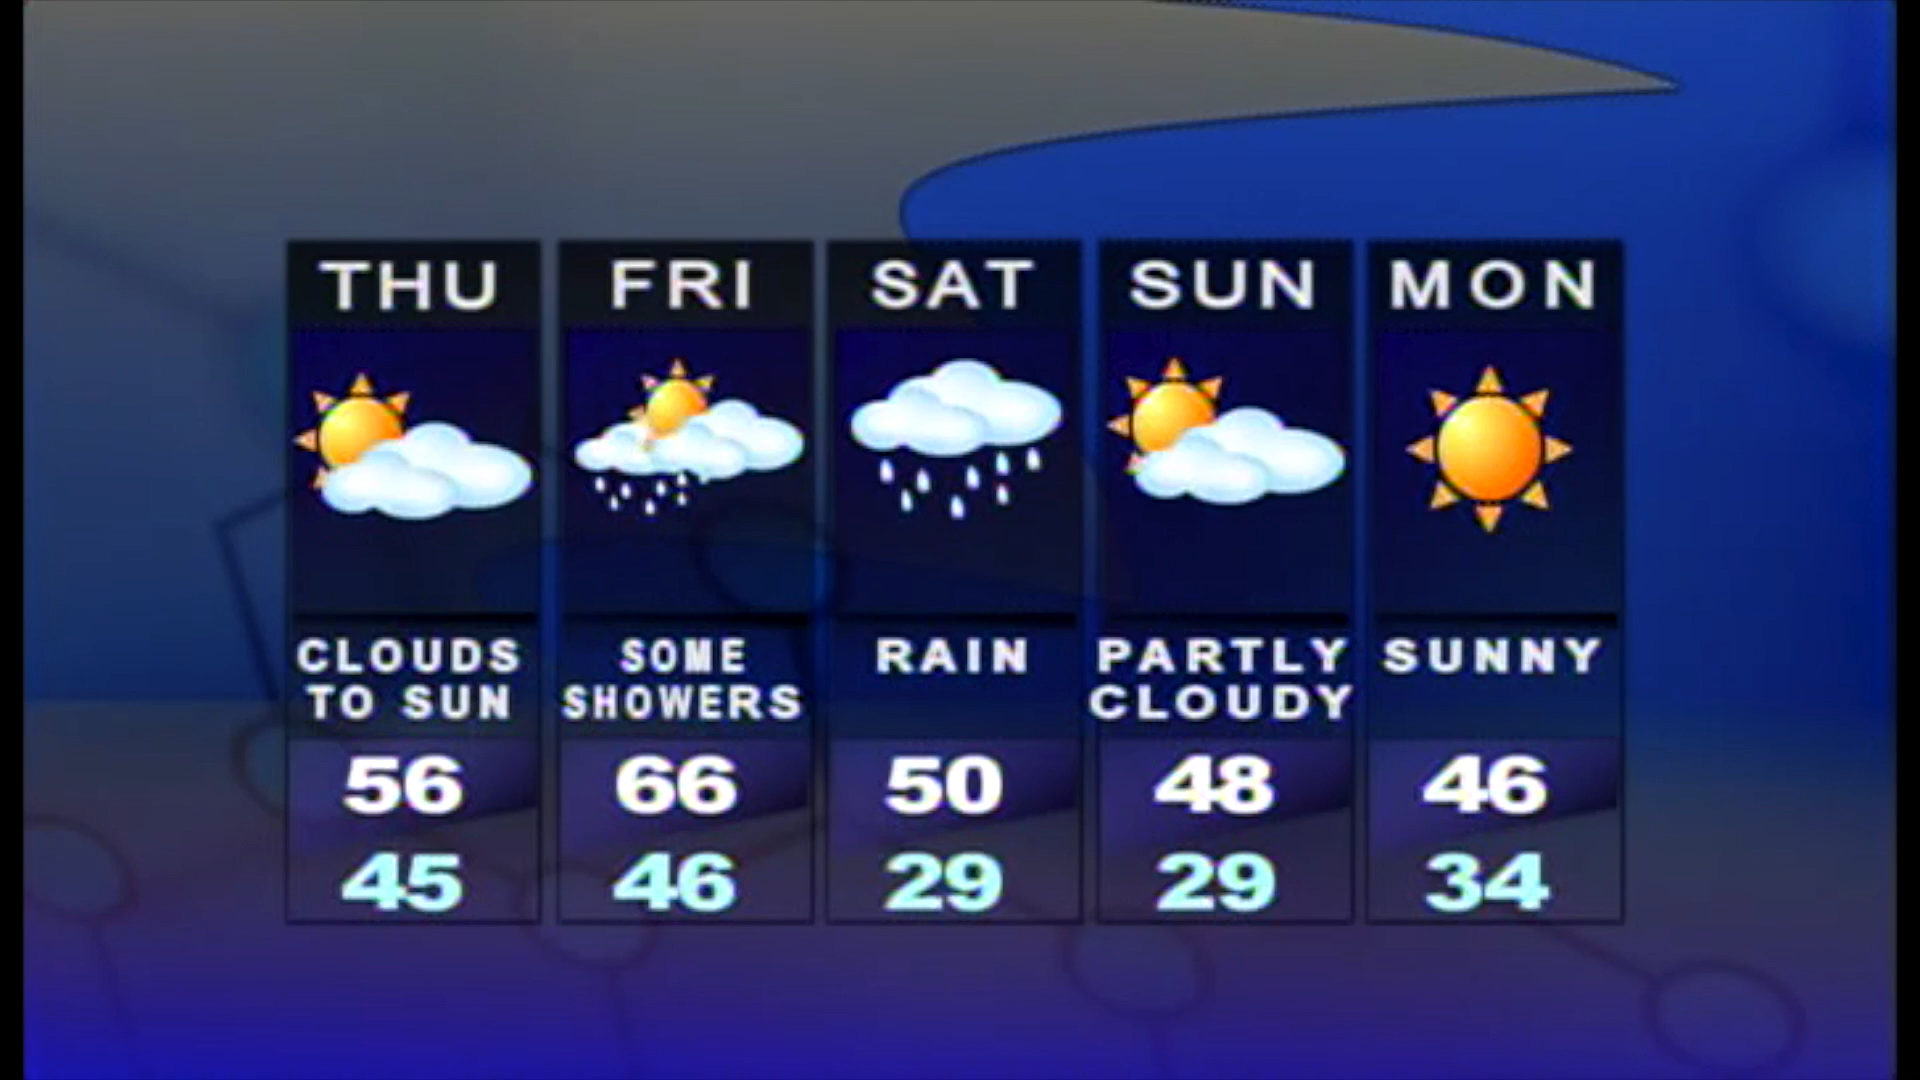 THU FRI SAT SUN MON
CLOUDS SOME RAIN PARTLY SUNNY
TO SUN SHOWERS CLOUDY
56 66 50 48 46
45 46 29 29 34